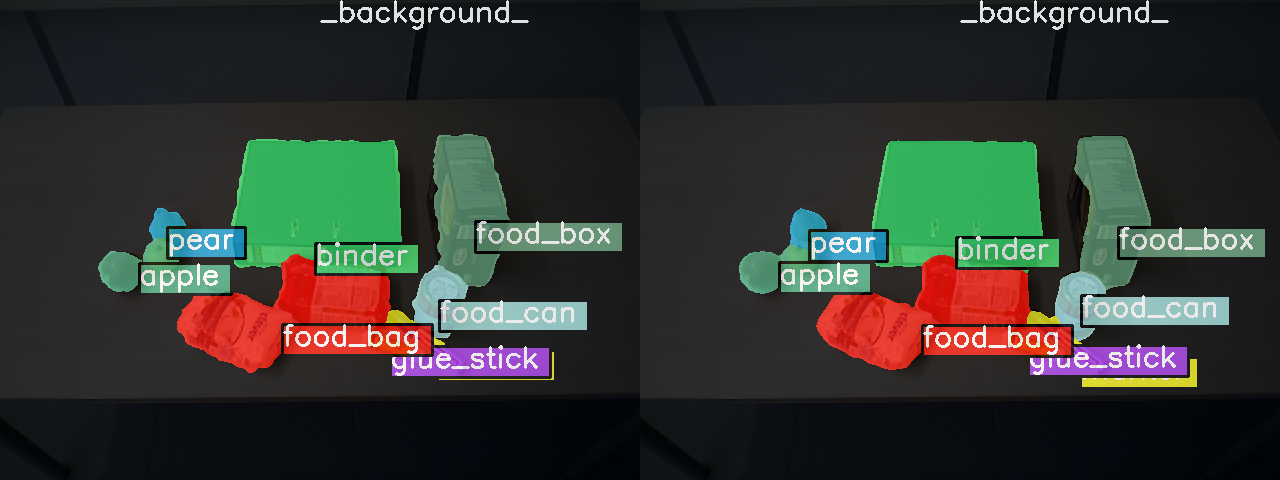 _background_
_background_
pear
binder
food_box
apple
food_can
food_bag
glue_stick
pear
binder
food_box
apple
food_can
food_bag
glue_stick